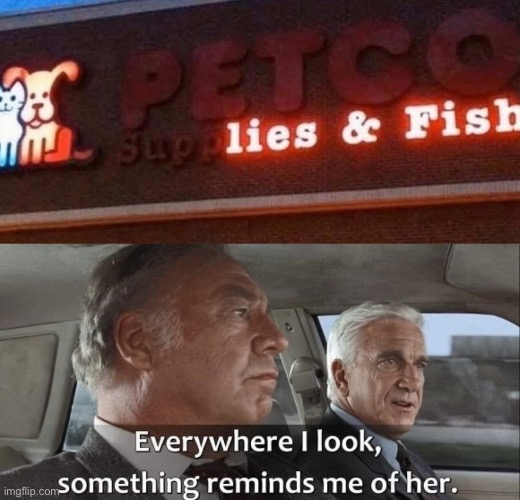 PETCO
Supplies & Fish
Everywhere I look,
something reminds me of her.
imgflip.com